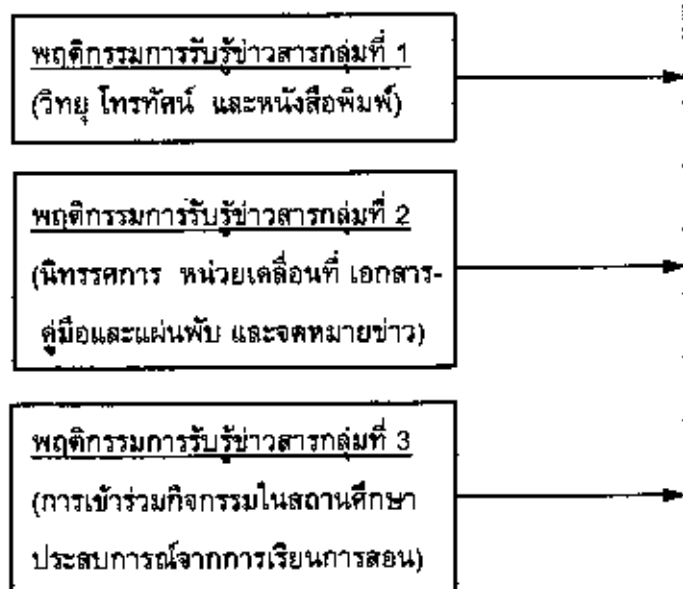 พฤติกรรมการรับรู้ข่าวสารกลุ่มที่ 1
(วิทยุ โทรทัศน์ และหนังสือพิมพ์)
พฤติกรรมการรับรู้ข่าวสารกลุ่มที่ 2
(นิทรรศการ หน่วยเคลื่อนที่ เอกสาร-
คู่มือและแผ่นพับ และจดหมายข่าว)
พฤติกรรมการรับรู้ข่าวสารกลุ่มที่ 3
(การเข้าร่วมกิจกรรมในสถานศึกษา
ประสบการณ์จากการเรียนการสอน)